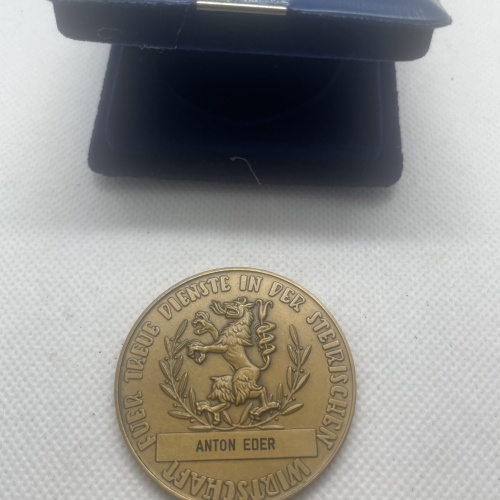 FUER TREUE DIENSTE IN DER STEIRISCHEN WIRTSCHAFT
ANTON EDER